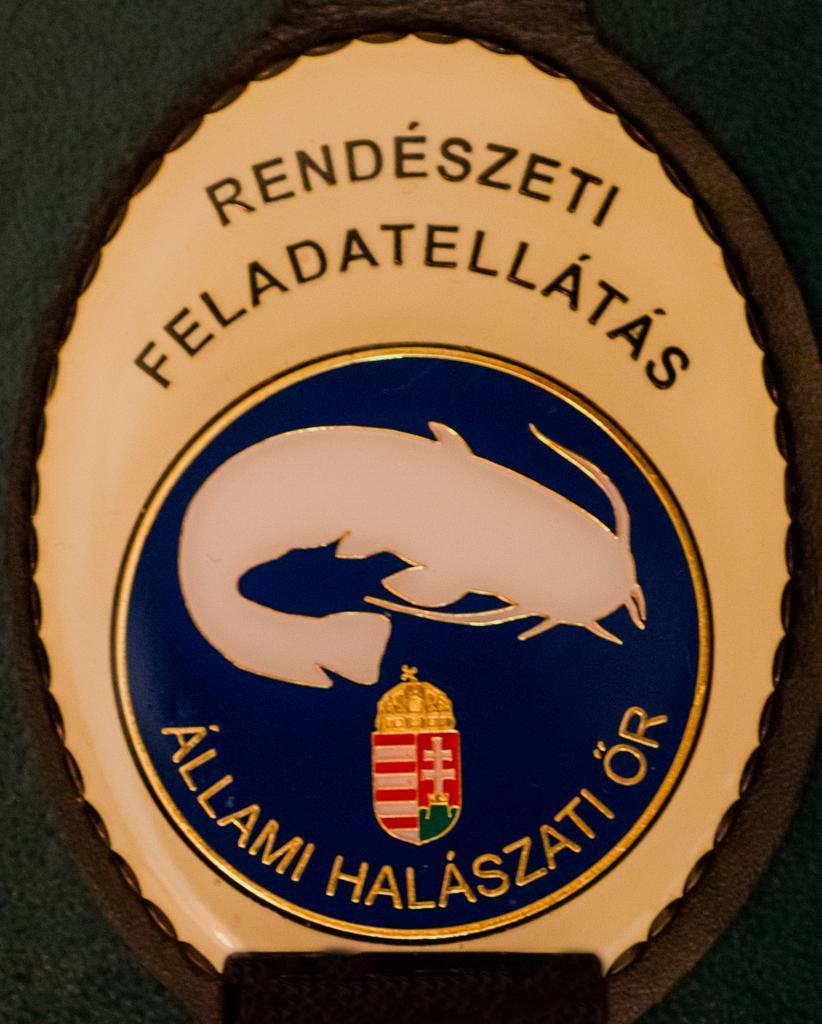 RENDÉSZETI
FELADATELLÁTÁS
ÁLLAMI HALÁSZATI ŐR